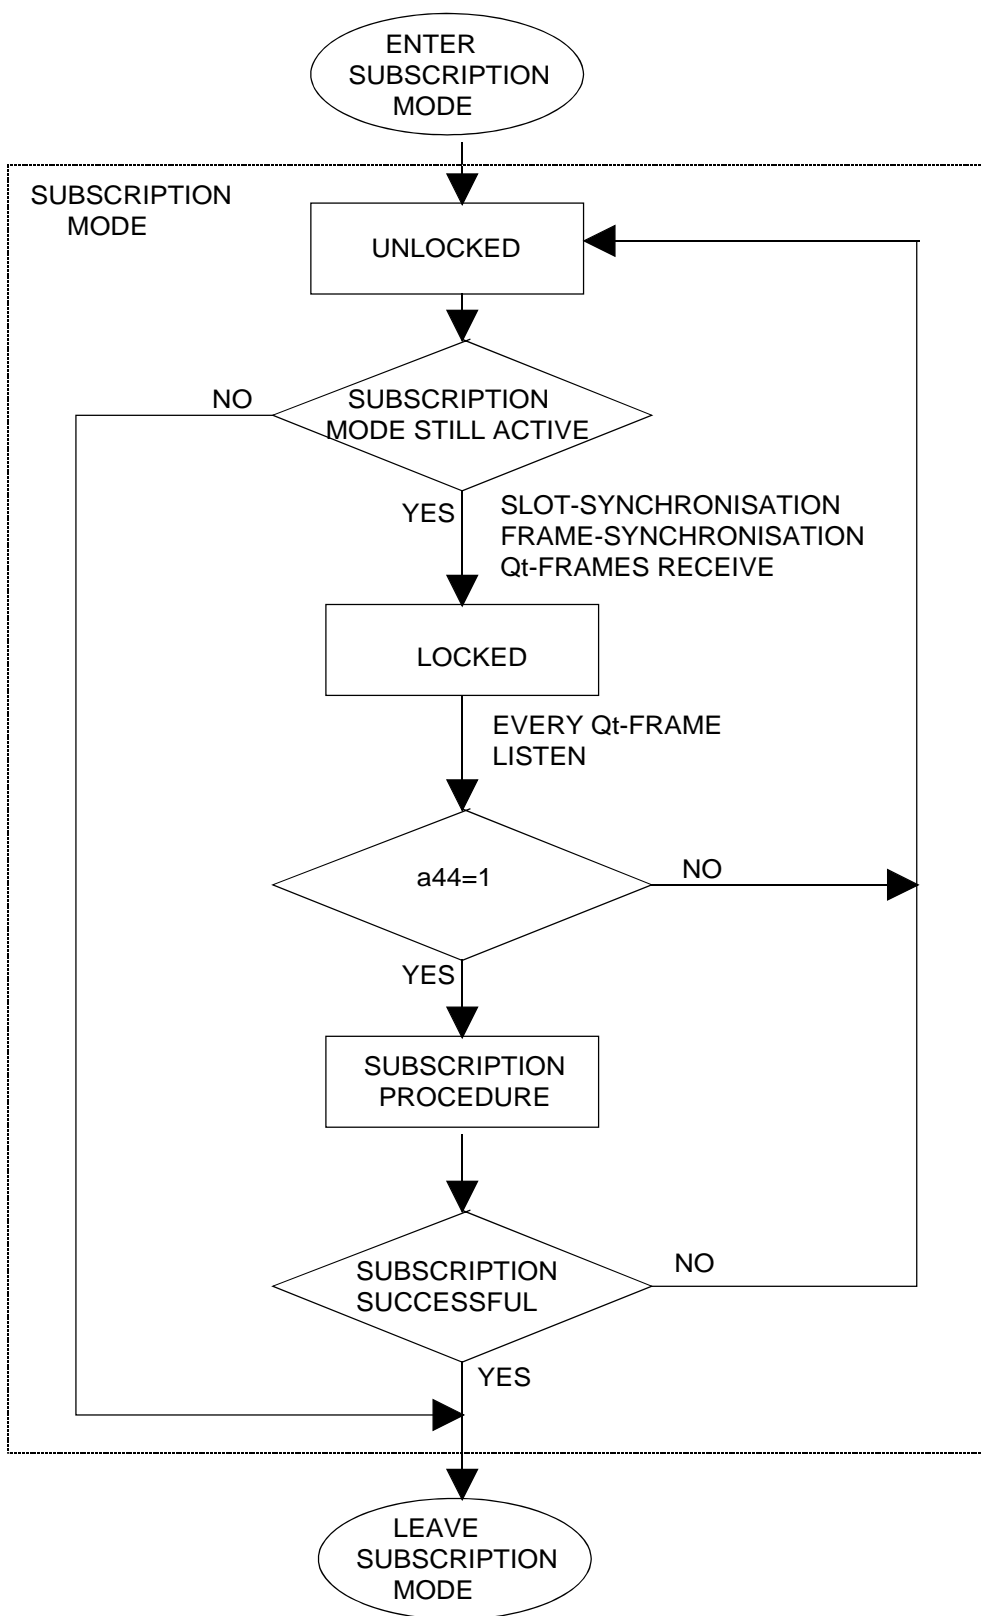 ENTER
SUBSCRIPTION
MODE
SUBSCRIPTION
MODE
UNLOCKED
NO
SUBSCRIPTION
MODE STILL ACTIVE
YES
SLOT-SYNCHRONISATION
FRAME-SYNCHRONISATION
Qt-FRAMES RECEIVE
LOCKED
EVERY Qt-FRAME
LISTEN
a44=1
NO
YES
SUBSCRIPTION
PROCEDURE
SUBSCRIPTION
SUCCESSFUL
NO
YES
LEAVE
SUBSCRIPTION
MODE